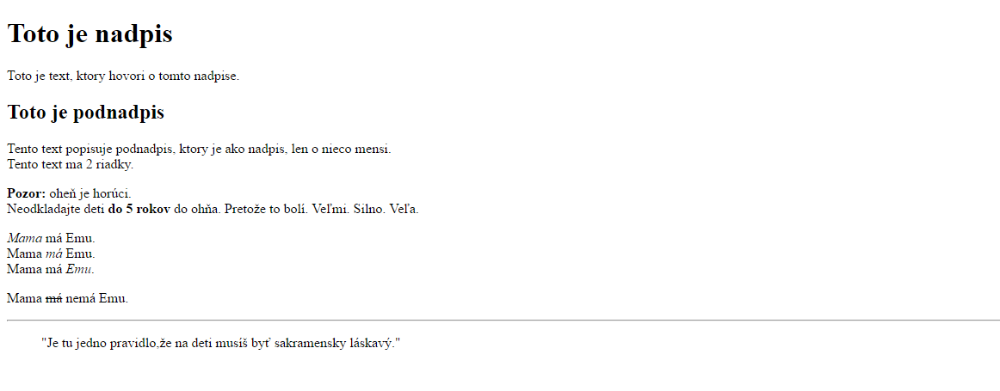 Toto je nadpis
Toto je text, ktory hovori o tomto nadpise.
Toto je podnadpis
Tento text popisuje podnadpis, ktory je ako nadpis, len o nieco mensi.
Tento text ma 2 riadky.
Pozor: oheň je horúci.
Neodkladajte deti do 5 rokov do ohňa. Pretože to bolí. Veľmi. Silno. Veľa.
Mama má Emu.
Mama má Emu.
Mama má Emu.
Mama má nemá Emu.
"Je tu jedno pravidlo,že na deti musíš byť sakramensky láskavý."